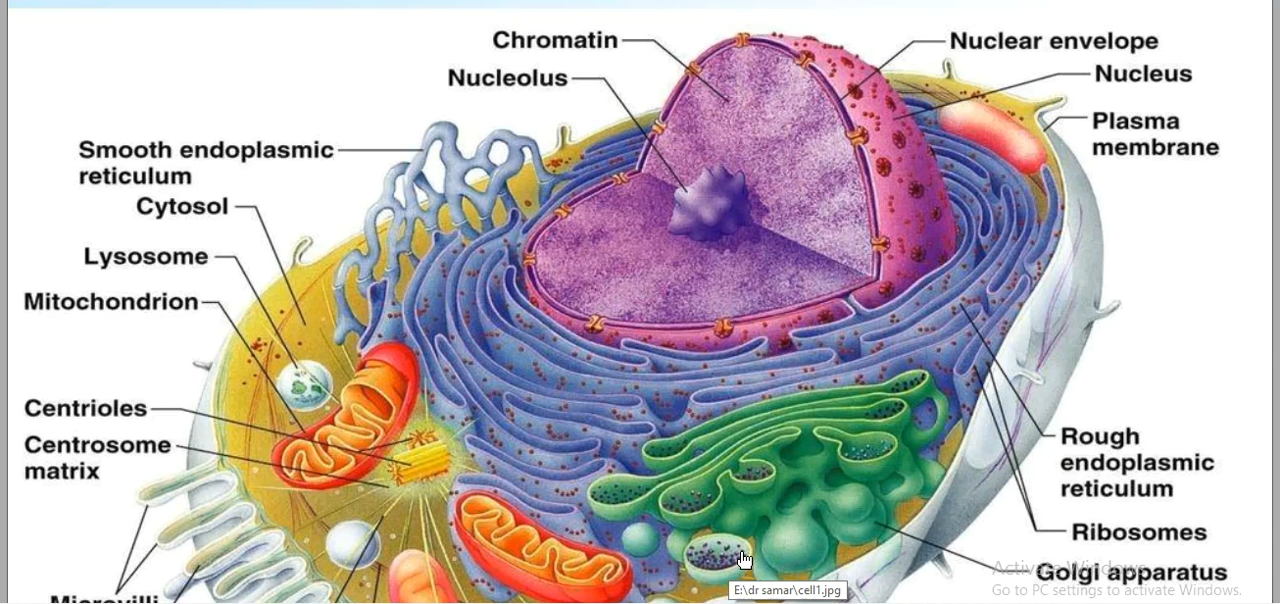 Chromatin
Nucleolus
Nuclear envelope
Nucleus
Plasma
membrane
Smooth endoplasmic
reticulum
Cytosol
Lysosome
Mitochondrion
Centrioles
Centrosome
matrix
Microvilli
Rough
endoplasmic
reticulum
Ribosomes
Golgi apparatus
Activate Windows
Go to PC settings to activate Windows.
E:\dr samar\cell1.jpg